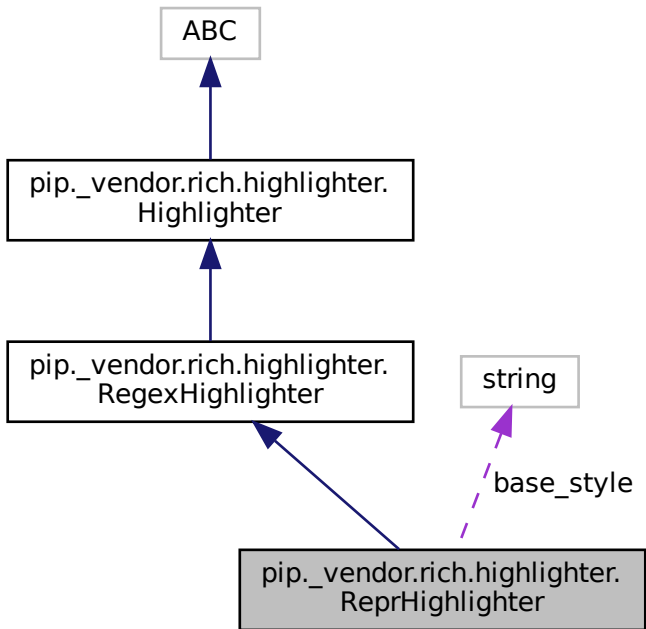 ABC
pip._vendor.rich.highlighter.
Highlighter
pip._vendor.rich.highlighter.
RegexHighlighter
string
base_style
pip._vendor.rich.highlighter.
ReprHighlighter